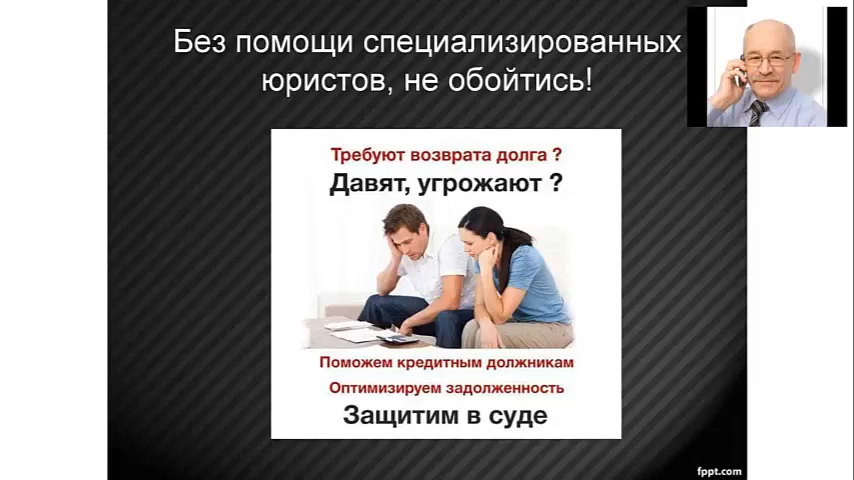 Без помощи специализированных
юристов, не обойтись!
Требуют возврата долга ?
Давят, угрожают ?
Поможем кредитным должникам
Оптимизируем задолженность
Защитим в суде
fppt.com